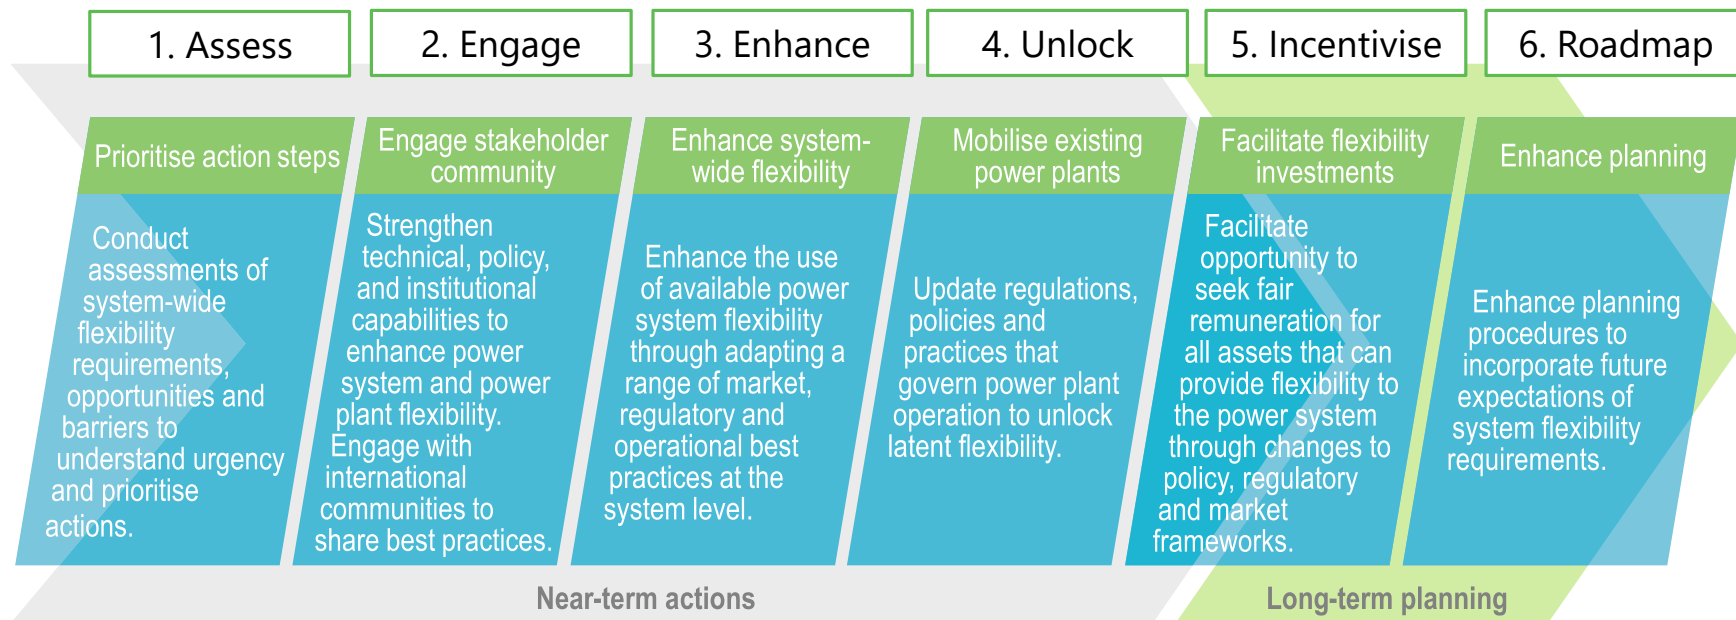 1. Assess
2. Engage
3. Enhance
4. Unlock
5. Incentivise
6. Roadmap
Prioritise action steps
Engage stakeholder
community
Enhance system-
wide flexibility
Mobilise existing
power plants
Facilitate flexibility
investments
Enhance planning
Conduct
assessments of
system-wide
flexibility
requirements,
opportunities and
barriers to
understand urgency
and prioritise
actions.
Strengthen
technical, policy,
and institutional
capabilities to
enhance power
system and power
plant flexibility.
Engage with
international
communities to
share best practices.
Enhance the use
of available power
system flexibility
through adapting a
range of market,
regulatory and
operational best
practices at the
system level.
Update regulations,
policies and
practices that
govern power plant
operation to unlock
latent flexibility.
Facilitate
opportunity to
seek fair
remuneration for
all assets that can
provide flexibility to
the power system
through changes to
policy, regulatory
and market
frameworks.
Enhance planning
procedures to
incorporate future
expectations of
system flexibility
requirements.
Near-term actions
Long-term planning